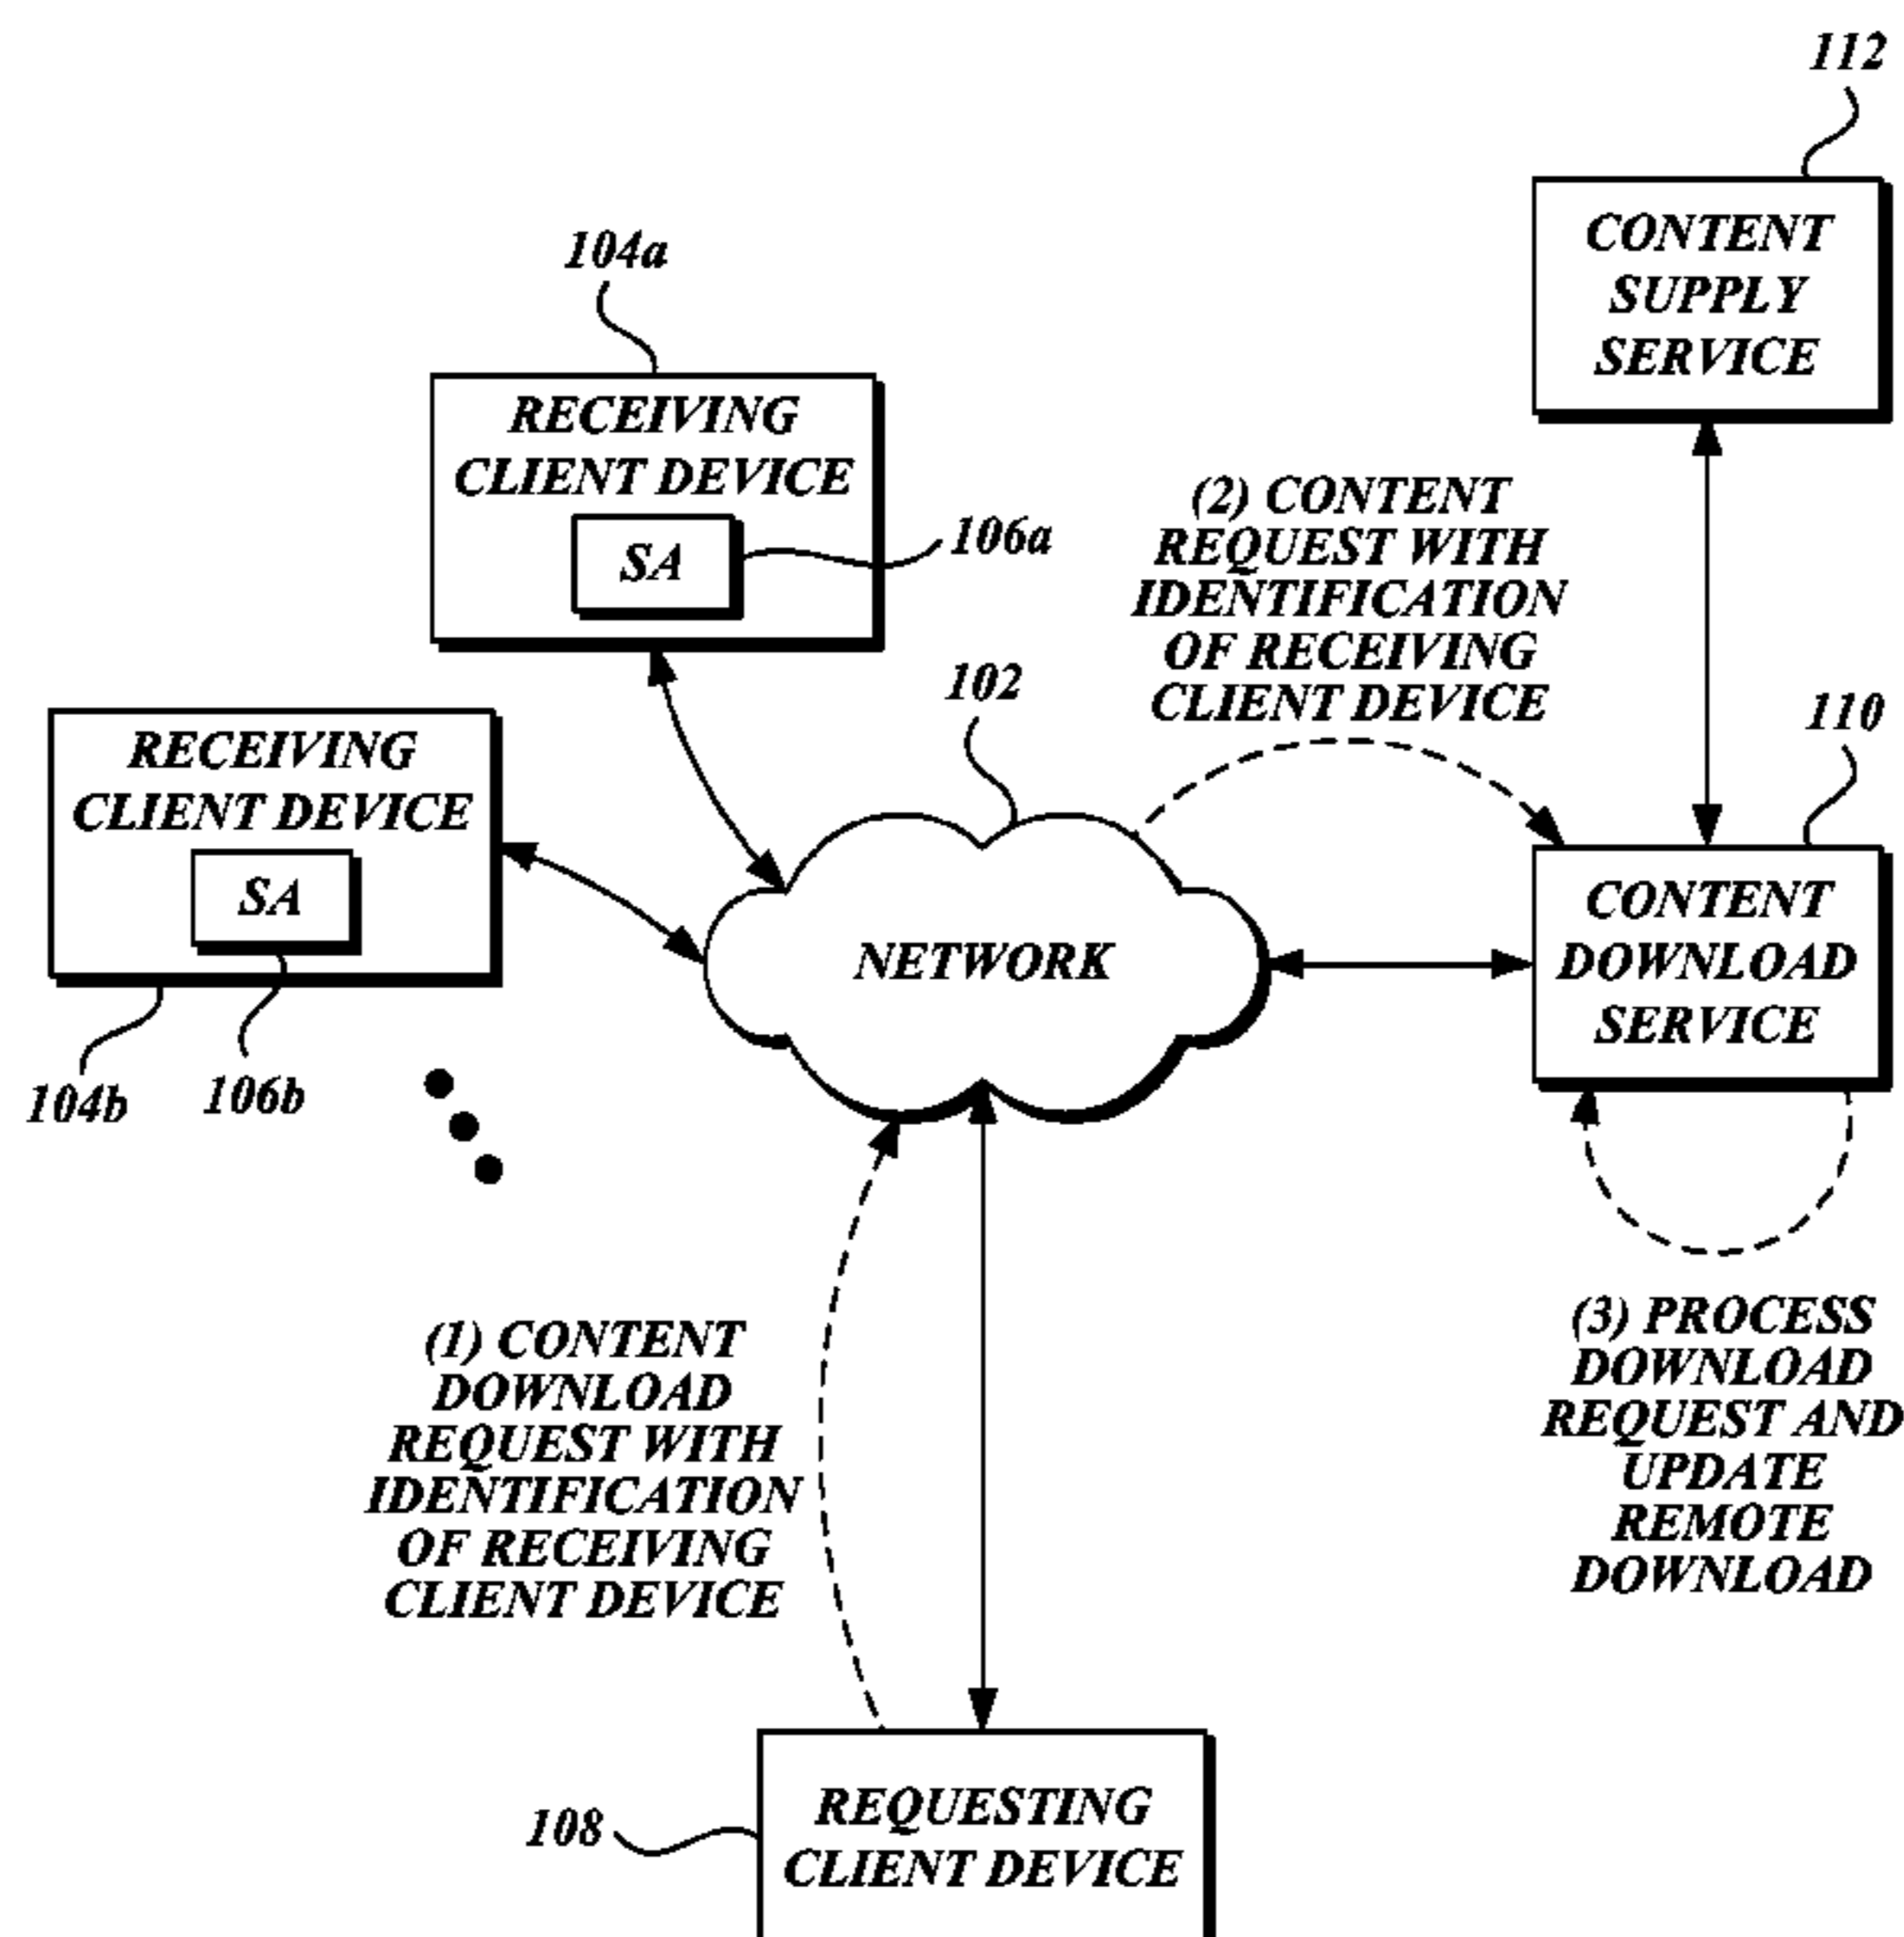 112
CONTENT
SUPPLY
SERVICE
104a
RECEIVING
CLIENT DEVICE
SA
106a
(2) CONTENT
REQUEST WITH
IDENTIFICATION
OF RECEIVING
CLIENT DEVICE
102
110
RECEIVING
CLIENT DEVICE
SA
104b
106b
NETWORK
CONTENT
DOWNLOAD
SERVICE
(1) CONTENT
DOWNLOAD
REQUEST WITH
IDENTIFICATION
OF RECEIVING
CLIENT DEVICE
(3) PROCESS
DOWNLOAD
REQUEST AND
UPDATE
REMOTE
DOWNLOAD
108
REQUESTING
CLIENT DEVICE